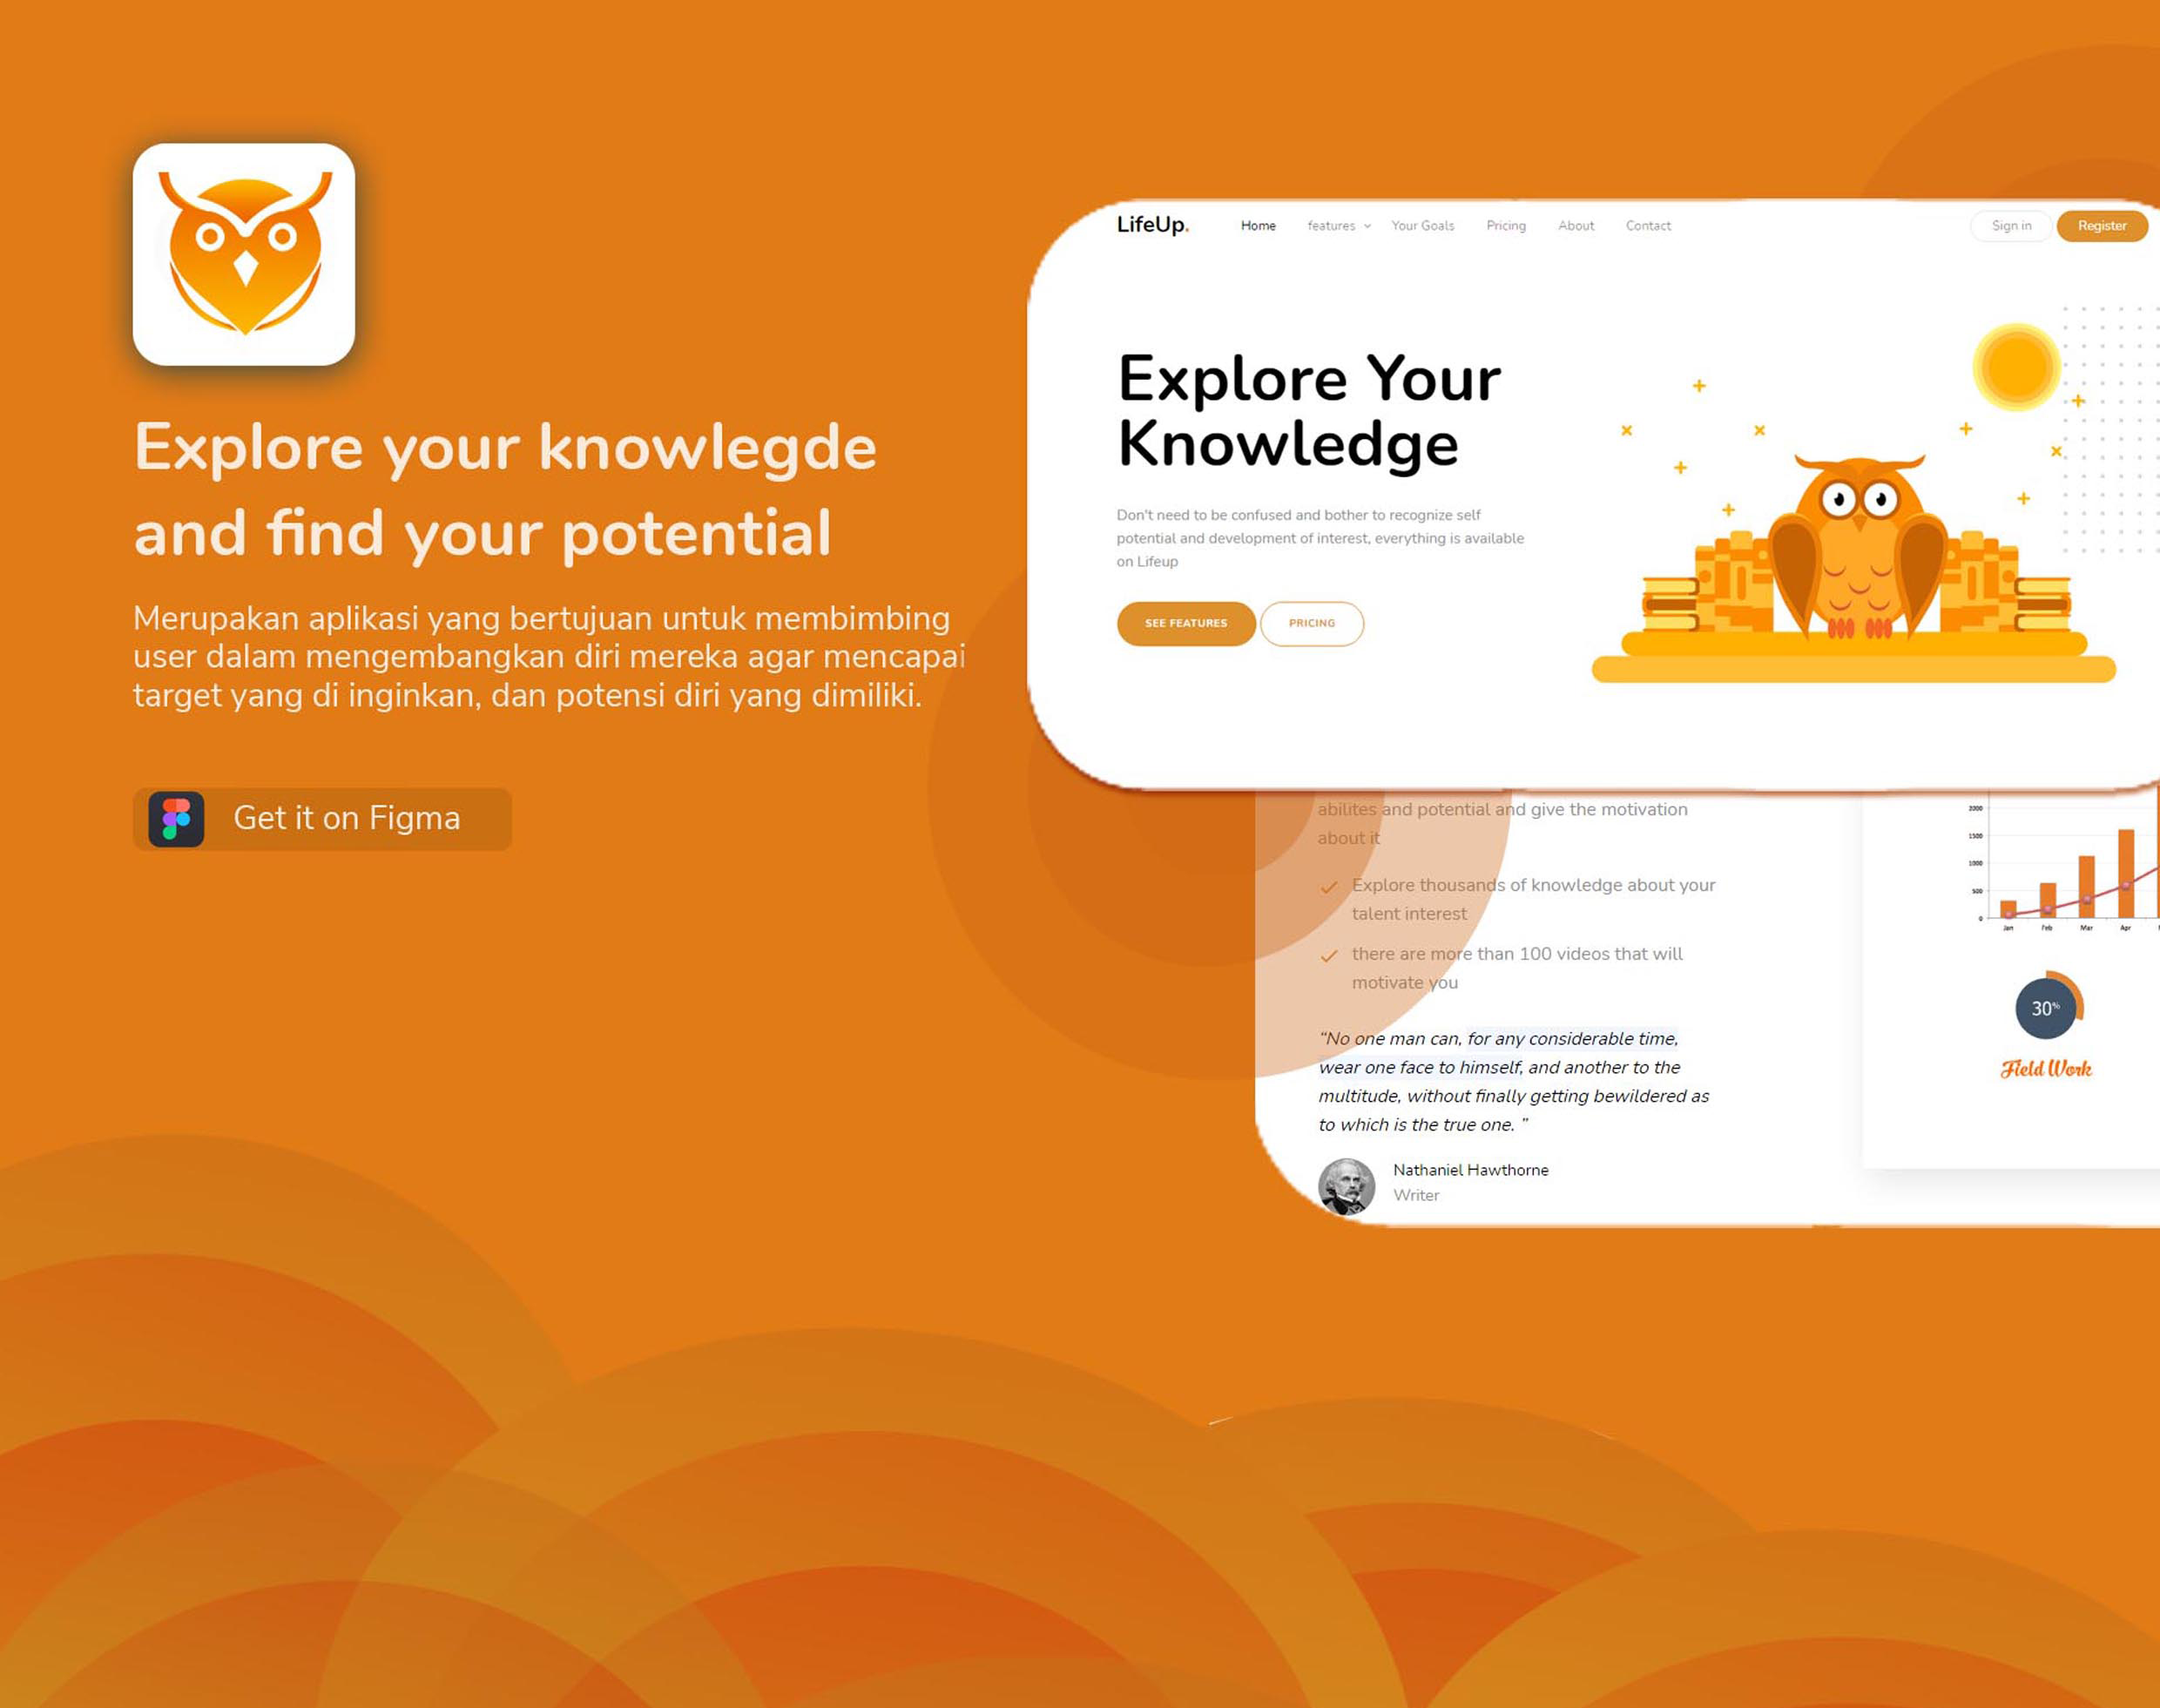 Explore your knowlegde
and find your potential
Merupakan aplikasi yang bertujuan untuk membimbing
user dalam mengembangkan diri mereka agar mencapai
target yang di inginkan, dan potensi diri yang dimiliki.
Get it on Figma
LifeUp. Home features Your Goals Pricing About Contact Sign in Register
Explore Your
Knowledge
Don't need to be confused and bother to recognize self
potential and development of interest, everything is available
on Lifeup
SEE FEATURES PRICING
abilites and potential and give the motivation
about it
Explore thousands of knowledge about your
talent interest
there are more than 100 videos that will
motivate you
“No one man can, for any considerable time,
wear one face to himself, and another to the
multitude, without finally getting bewildered as
to which is the true one. ”
Nathaniel Hawthorne
Writer
2000
1500
1000
500
0
Jan Feb Mar Apr
30%
Field Work